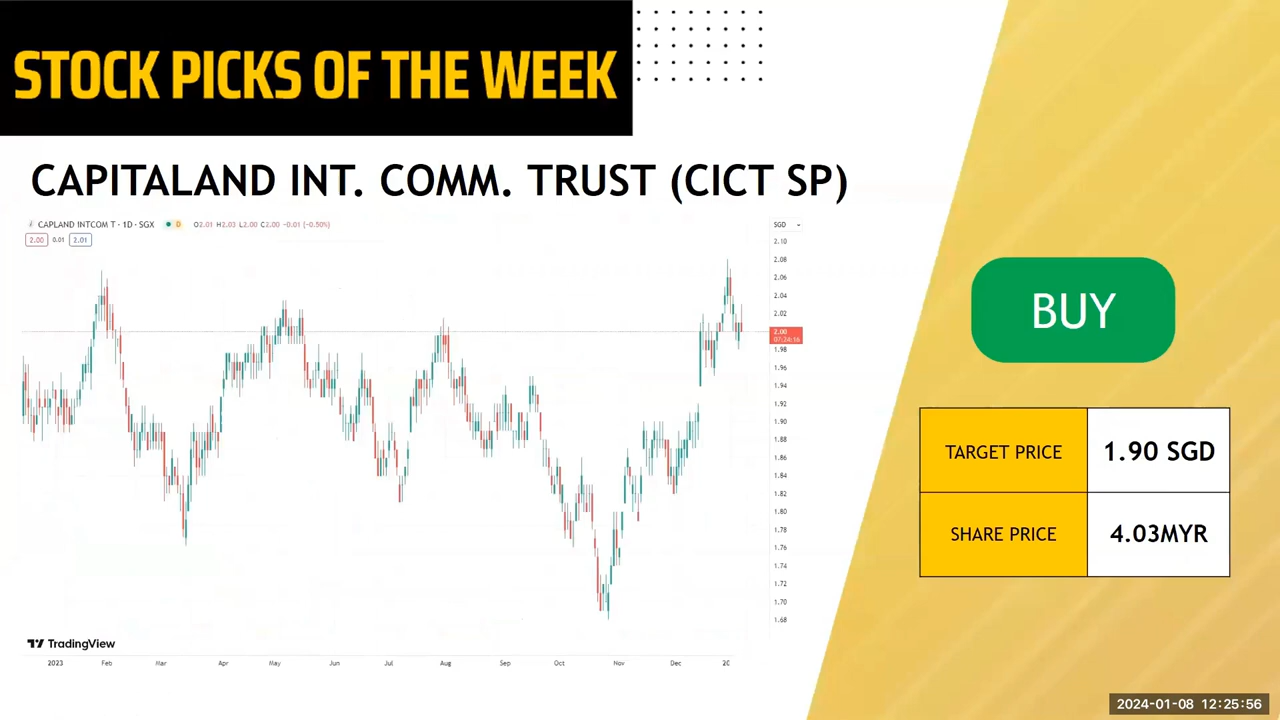 STOCK PICKS OF THE WEEK
CAPITALAND INT. COMM. TRUST (CICT SP)
CAPLAND INTCOM T · 1D · SGX D O2.01 H2.03 L2.00 C2.00 -0.01 (-0.50%)
2.00 0.01 2.01
SGD
2.10
2.08
2.06
2.04
2.02
2.00
07:24:16
1.98
1.96
1.94
1.92
1.90
1.88
1.86
1.84
1.82
1.80
1.78
1.76
1.74
1.72
1.70
1.68
TradingView
2023 Feb Mar Apr May Jun Jul Aug Sep Oct Nov Dec 20
BUY
TARGET PRICE 1.90 SGD
SHARE PRICE 4.03MYR
2024-01-08 12:25:56